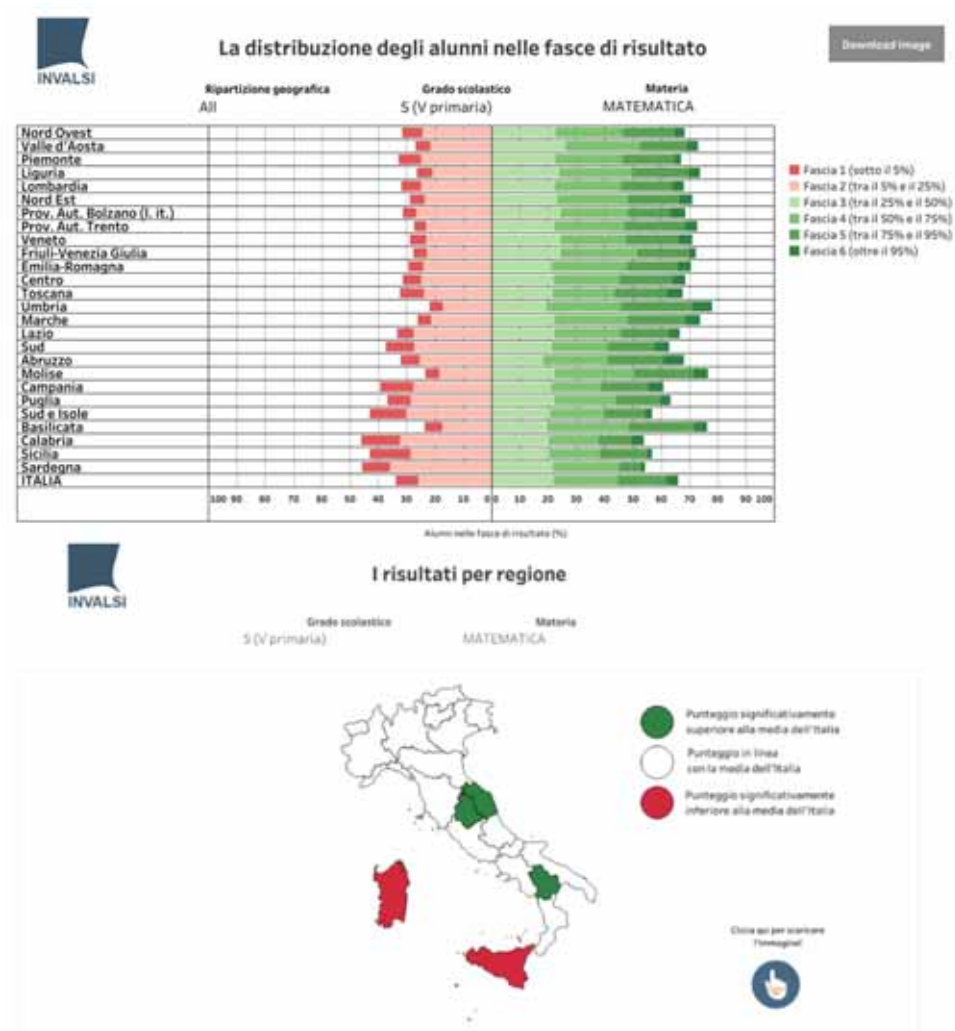 INVALSI
La distribuzione degli alunni nelle fasce di risultato
Download Image
Ripartizione geografica
All
Grado scolastico
5 (V primaria)
Materia
MATEMATICA
Nord Ovest
Valle d'Aosta
Piemonte
Liguria
Lombardia
Nord Est
Prov. Aut. Bolzano (l. it.)
Prov. Aut. Trento
Veneto
Friuli-Venezia Giulia
Emilia-Romagna
Centro
Toscana
Umbria
Marche
Lazio
Sud
Abruzzo
Molise
Campania
Puglia
Sud e Isole
Basilicata
Calabria
Sicilia
Sardegna
ITALIA
100 90 80 70 60 50 40 30 20 10 0 0 10 20 30 40 50 60 70 80 90 100
Alunni nelle fasce di risultato (%)
Fascia 1 (sotto il 5%)
Fascia 2 (tra il 5% e il 25%)
Fascia 3 (tra il 25% e il 50%)
Fascia 4 (tra il 50% e il 75%)
Fascia 5 (tra il 75% e il 95%)
Fascia 6 (oltre il 95%)
INVALSI
I risultati per regione
Grado scolastico
5 (V primaria)
Materia
MATEMATICA
Punteggio significativamente
superiore alla media dell'Italia
Punteggio in linea
con la media dell'Italia
Punteggio significativamente
inferiore alla media dell'Italia
Clicca qui per scaricare
l'immagine!